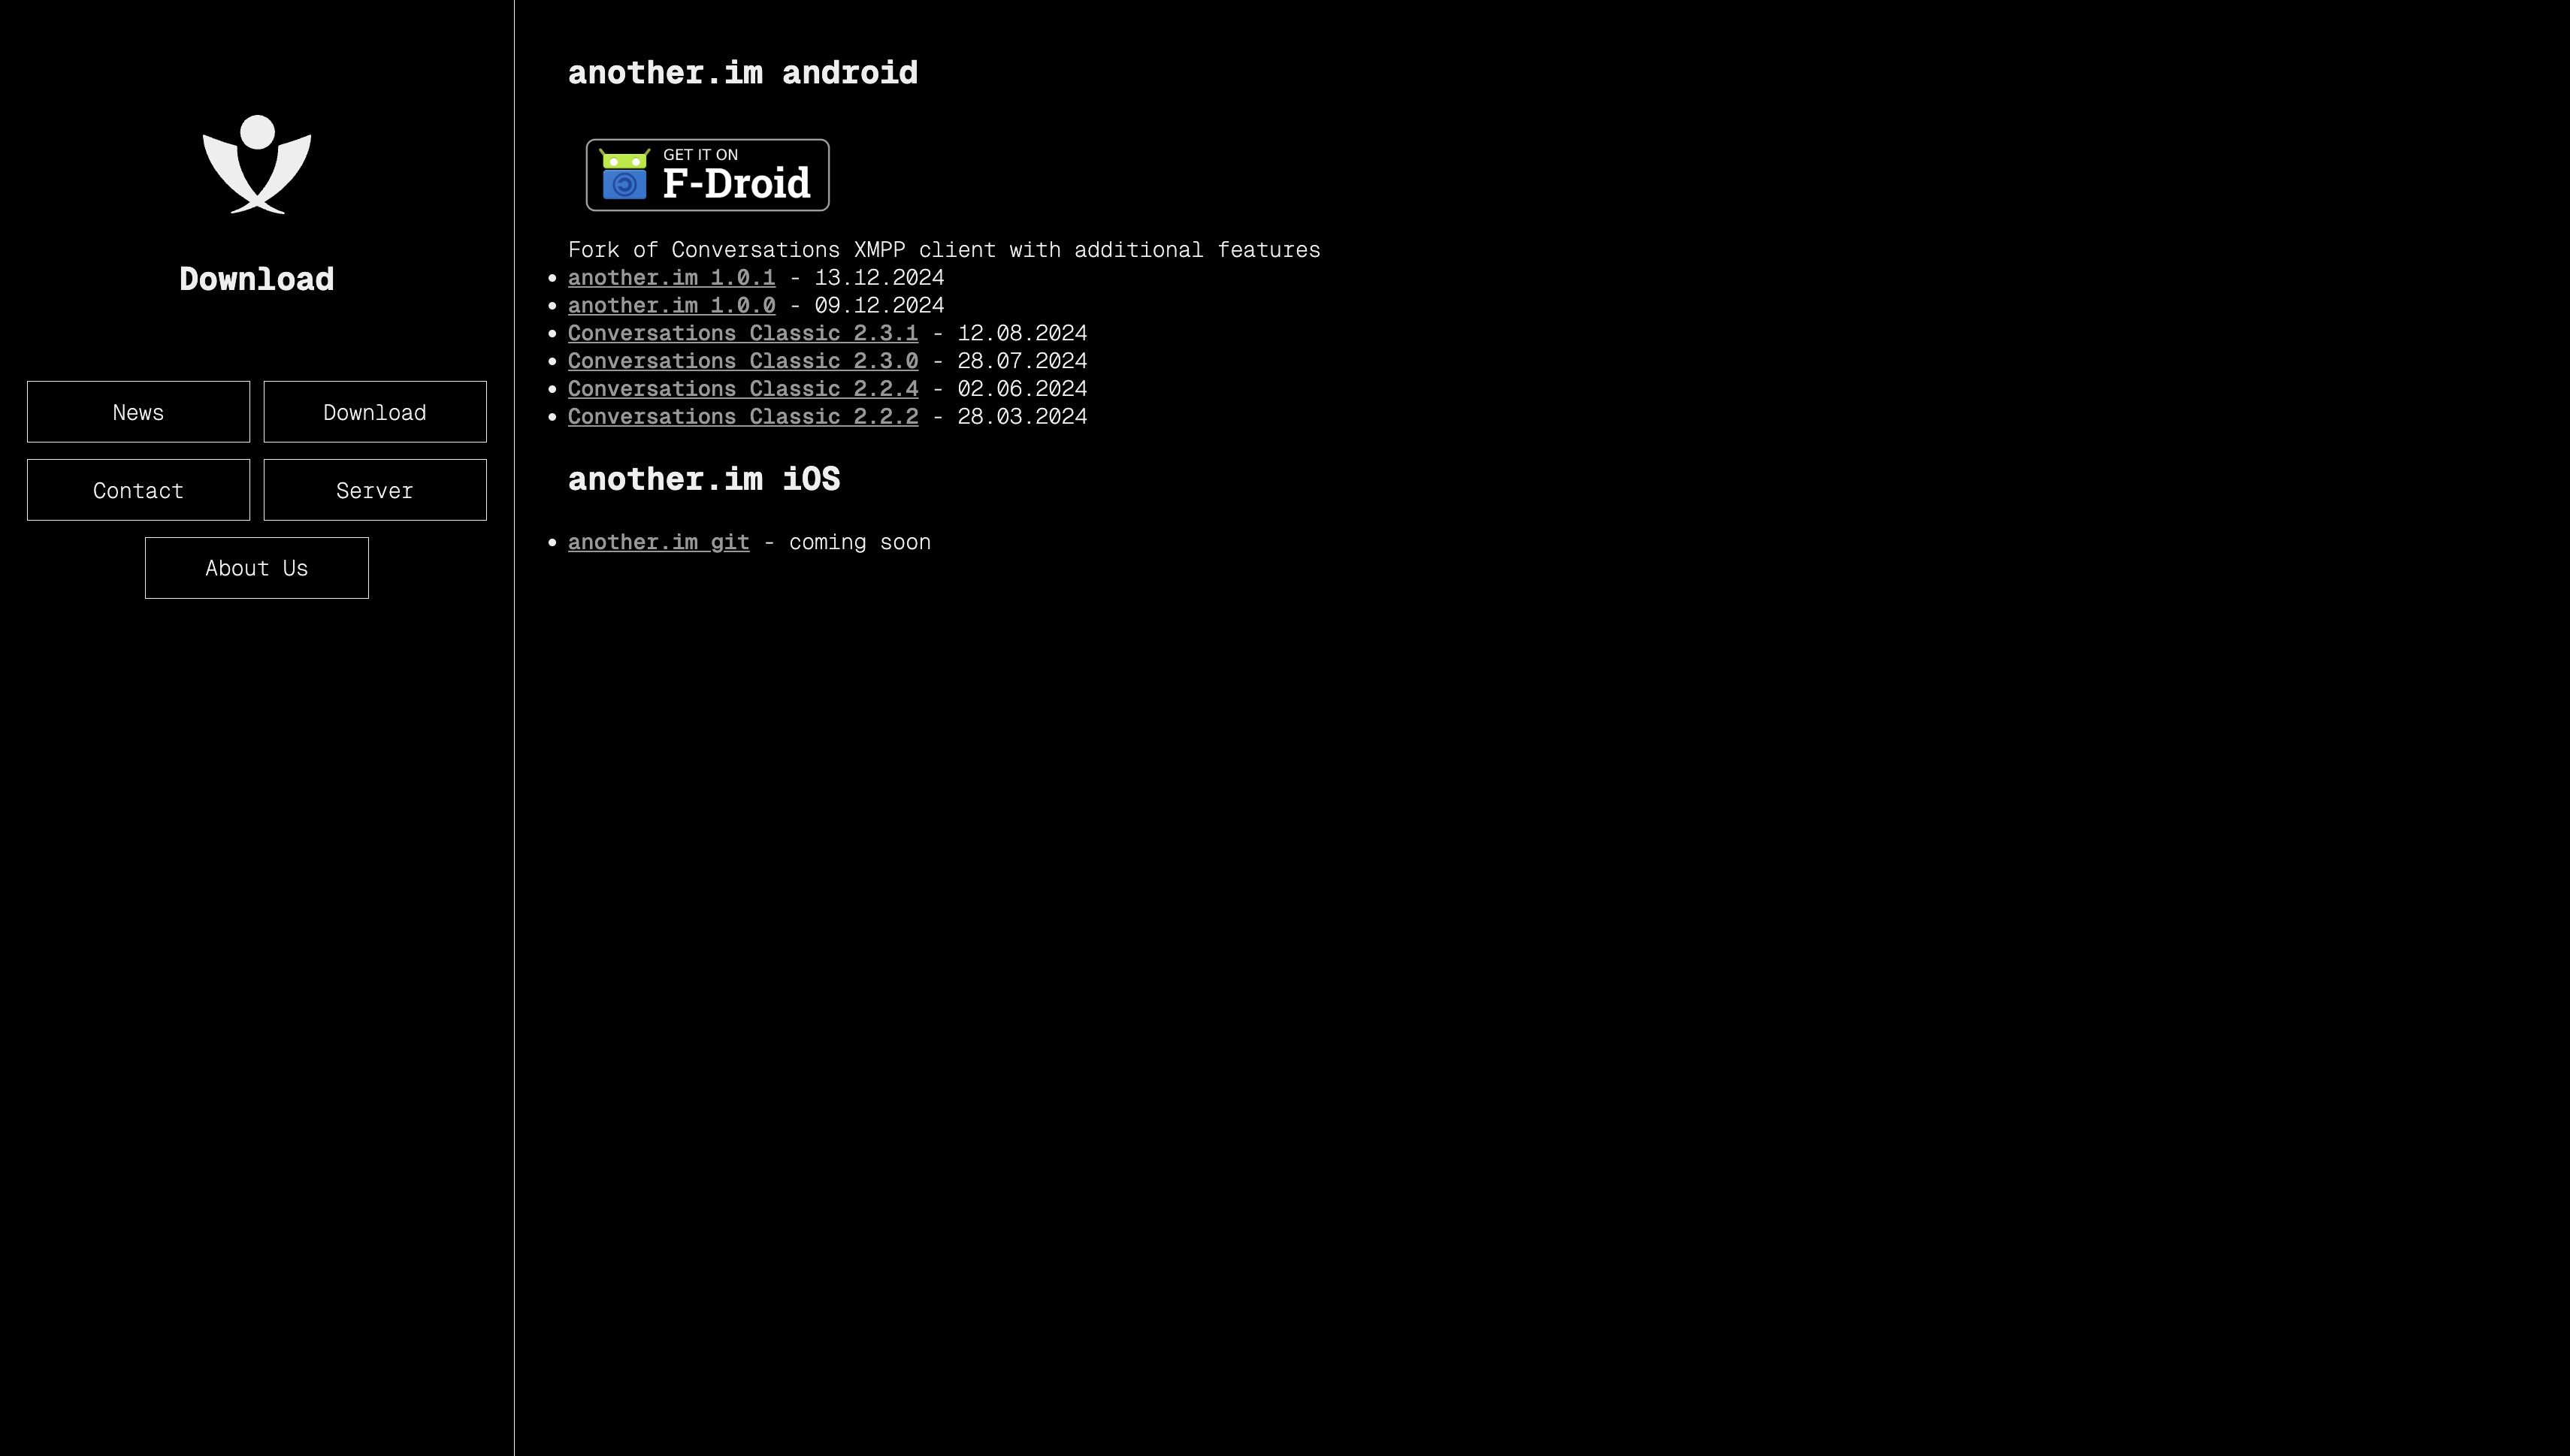 Download
News
Download
Contact
Server
About Us
another.im android
GET IT ON
F-Droid
Fork of Conversations XMPP client with additional features
another.im 1.0.1 - 13.12.2024
another.im 1.0.0 - 09.12.2024
Conversations Classic 2.3.1 - 12.08.2024
Conversations Classic 2.3.0 - 28.07.2024
Conversations Classic 2.2.4 - 02.06.2024
Conversations Classic 2.2.2 - 28.03.2024
another.im iOS
another.im git - coming soon